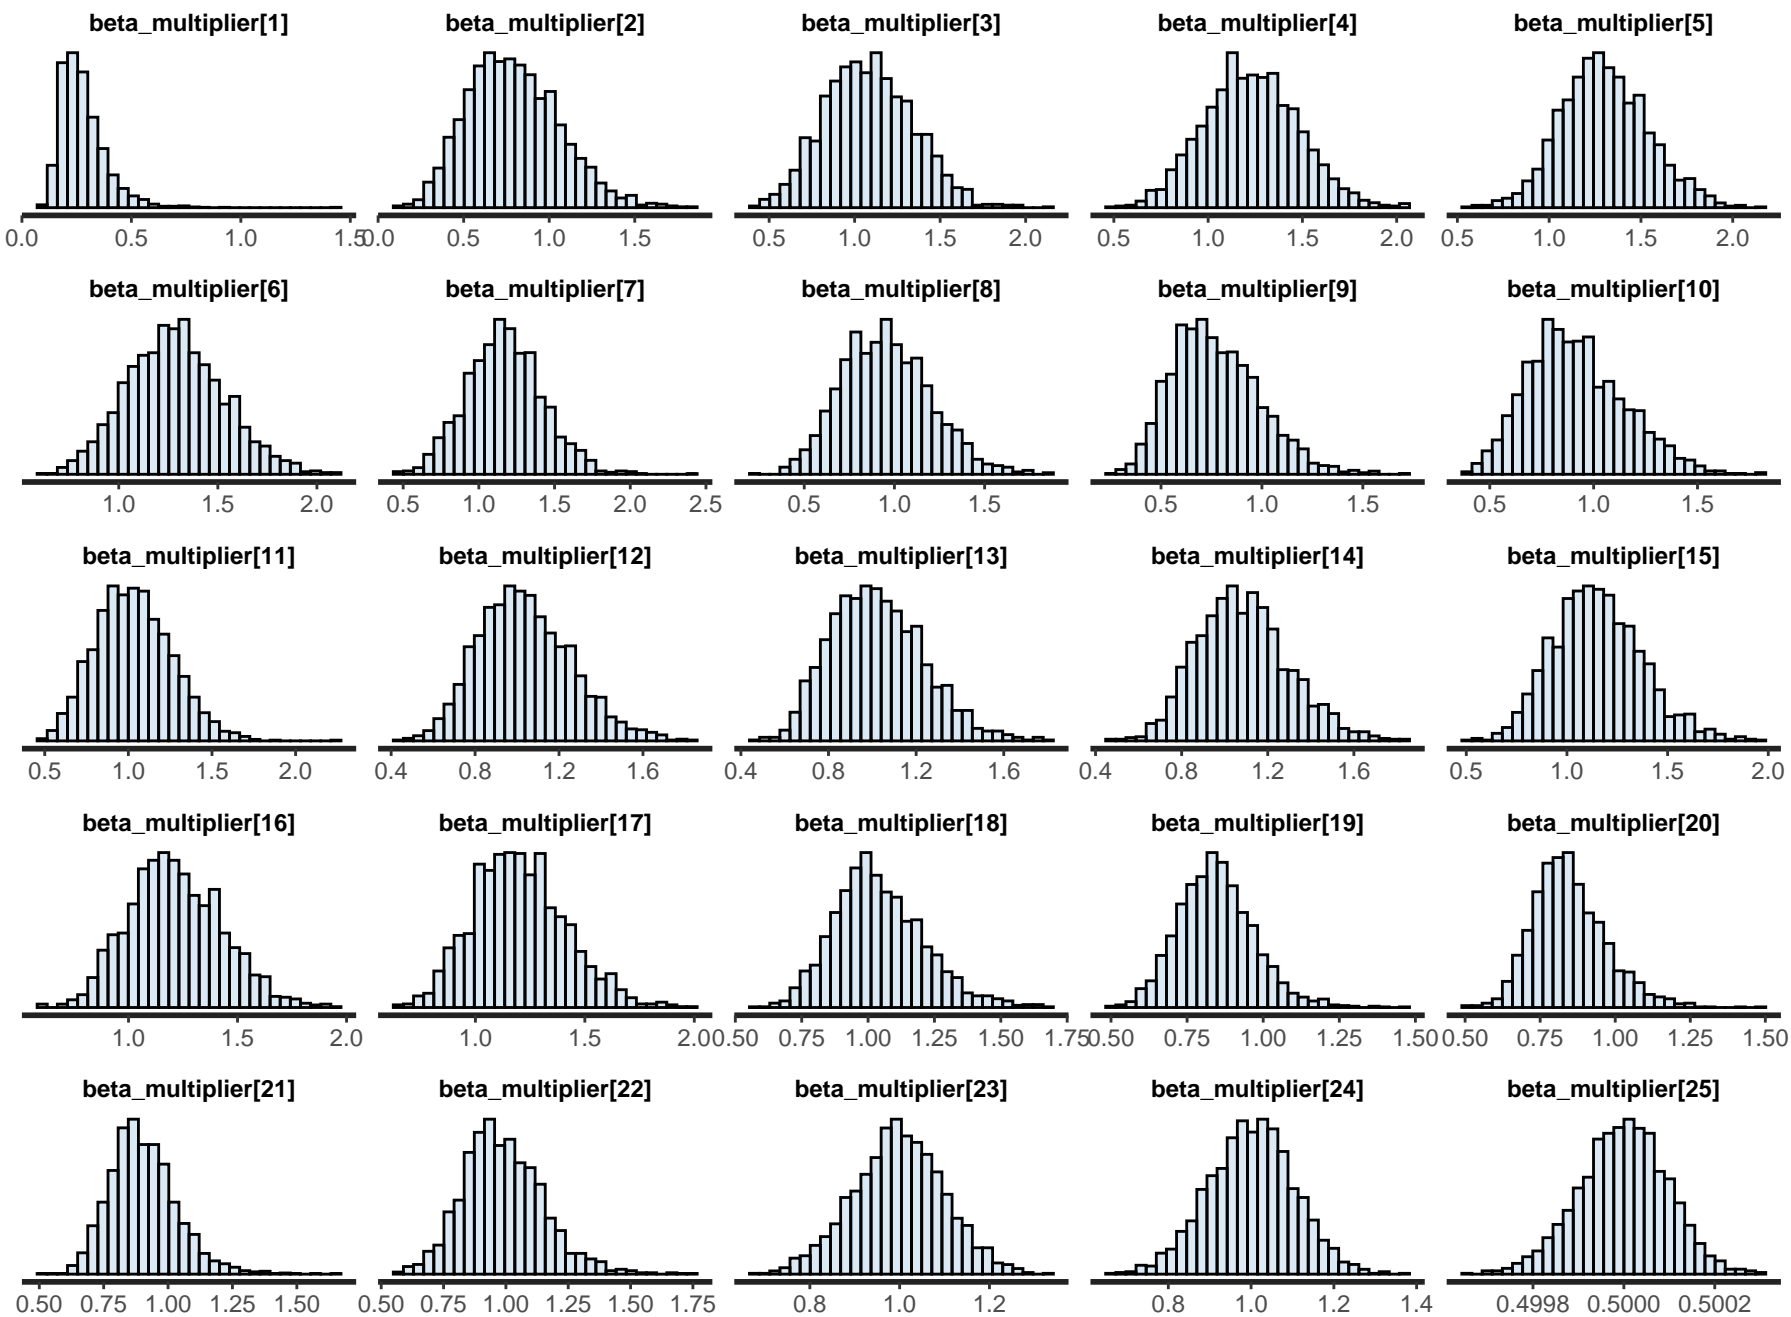 beta_multiplier[1] beta_multiplier[2] beta_multiplier[3] beta_multiplier[4] beta_multiplier[5]
0.0 0.5 1.0 1.5 0.0 0.5 1.0 1.5 0.5 1.0 1.5 2.0 0.5 1.0 1.5 2.0 0.5 1.0 1.5 2.0
beta_multiplier[6] beta_multiplier[7] beta_multiplier[8] beta_multiplier[9] beta_multiplier[10]
1.0 1.5 2.0 0.5 1.0 1.5 2.0 2.5 0.5 1.0 1.5 0.5 1.0 1.5 0.5 1.0 1.5
beta_multiplier[11] beta_multiplier[12] beta_multiplier[13] beta_multiplier[14] beta_multiplier[15]
0.5 1.0 1.5 2.0 0.4 0.8 1.2 1.6 0.4 0.8 1.2 1.6 0.4 0.8 1.2 1.6 0.5 1.0 1.5 2.0
beta_multiplier[16] beta_multiplier[17] beta_multiplier[18] beta_multiplier[19] beta_multiplier[20]
1.0 1.5 2.0 1.0 1.5 2.0 0.50 0.75 1.00 1.25 1.50 1.75 0.50 0.75 1.00 1.25 1.50 0.50 0.75 1.00 1.25 1.50
beta_multiplier[21] beta_multiplier[22] beta_multiplier[23] beta_multiplier[24] beta_multiplier[25]
0.50 0.75 1.00 1.25 1.50 0.50 0.75 1.00 1.25 1.50 1.75 0.8 1.0 1.2 0.8 1.0 1.2 1.4 0.4998 0.5000 0.5002